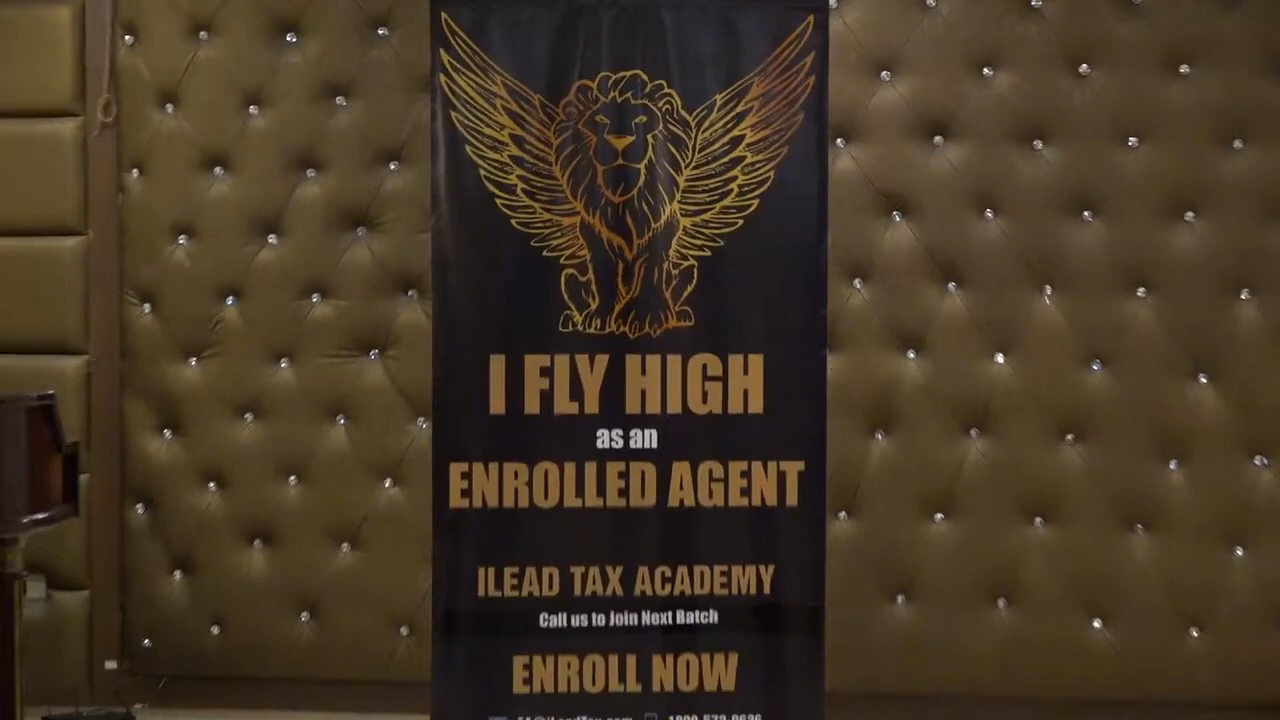 I FLY HIGH
as an
ENROLLED AGENT
ILEAD TAX ACADEMY
Call us to Join Next Batch
ENROLL NOW